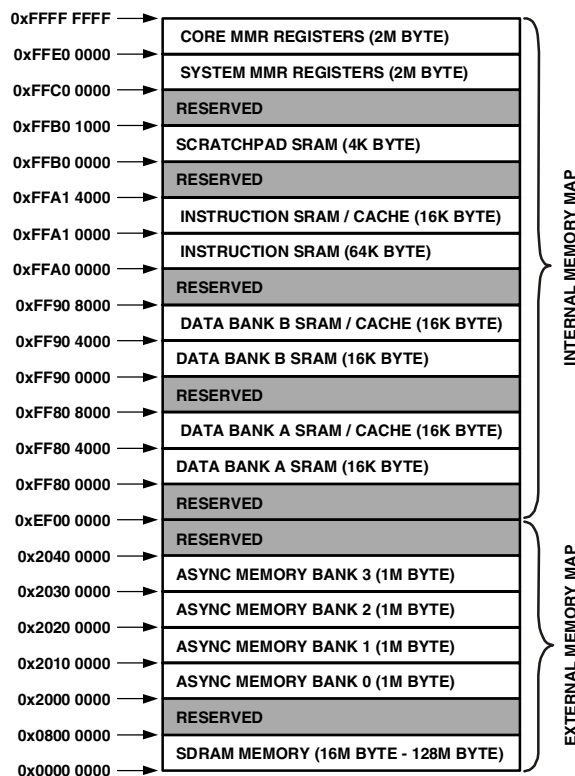 0xFFFF FFFF
CORE MMR REGISTERS (2M BYTE)
0xFFE0 0000
SYSTEM MMR REGISTERS (2M BYTE)
0xFFC0 0000
RESERVED
0xFFB0 1000
SCRATCHPAD SRAM (4K BYTE)
0xFFB0 0000
RESERVED
0xFFA1 4000
INSTRUCTION SRAM / CACHE (16K BYTE)
0xFFA1 0000
INSTRUCTION SRAM (64K BYTE)
0xFFA0 0000
RESERVED
0xFF90 8000
DATA BANK B SRAM / CACHE (16K BYTE)
0xFF90 4000
DATA BANK B SRAM (16K BYTE)
0xFF90 0000
RESERVED
0xFF80 8000
DATA BANK A SRAM / CACHE (16K BYTE)
0xFF80 4000
DATA BANK A SRAM (16K BYTE)
0xFF80 0000
RESERVED
0xEF00 0000
RESERVED
0x2040 0000
ASYNC MEMORY BANK 3 (1M BYTE)
0x2030 0000
ASYNC MEMORY BANK 2 (1M BYTE)
0x2020 0000
ASYNC MEMORY BANK 1 (1M BYTE)
0x2010 0000
ASYNC MEMORY BANK 0 (1M BYTE)
0x2000 0000
RESERVED
0x0800 0000
SDRAM MEMORY (16M BYTE - 128M BYTE)
0x0000 0000
INTERNAL MEMORY MAP
EXTERNAL MEMORY MAP